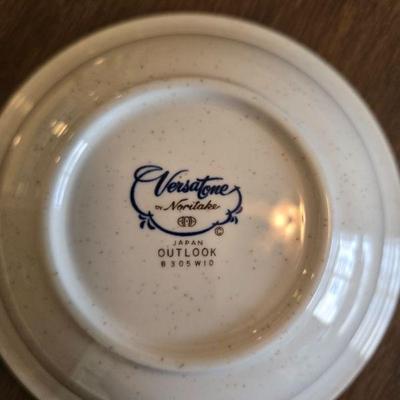 Versatone
BY Noritake
©
JAPAN
OUTLOOK
B305W10